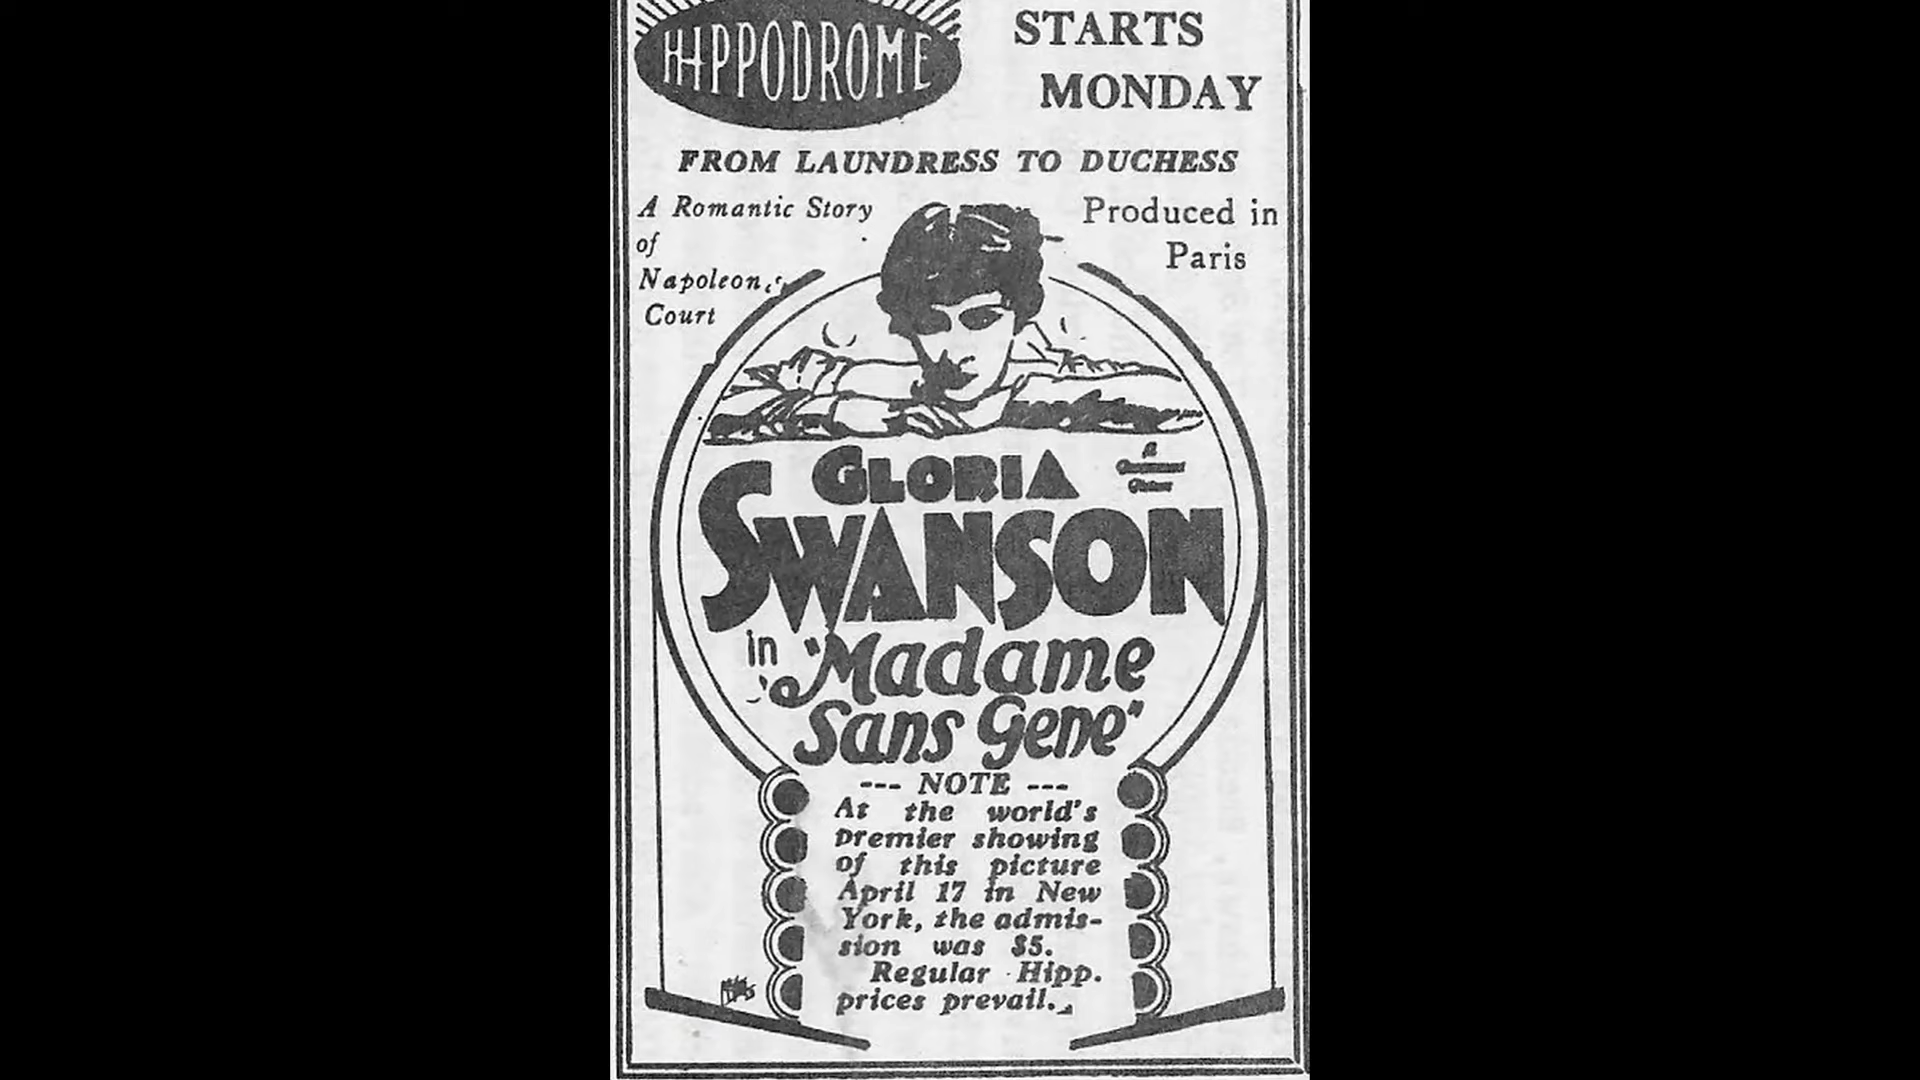 HIPPODROME
STARTS
MONDAY
FROM LAUNDRESS TO DUCHESS
A Romantic Story
of
Napoleon
Court
Produced in
Paris
GLORIA
SWANSON
in "Madame
Sans Gene"
--- NOTE ---
At the world's
premier showing
of this picture
April 17 in New
York, the admis-
sion was $5.
Regular Hipp.
prices prevail.